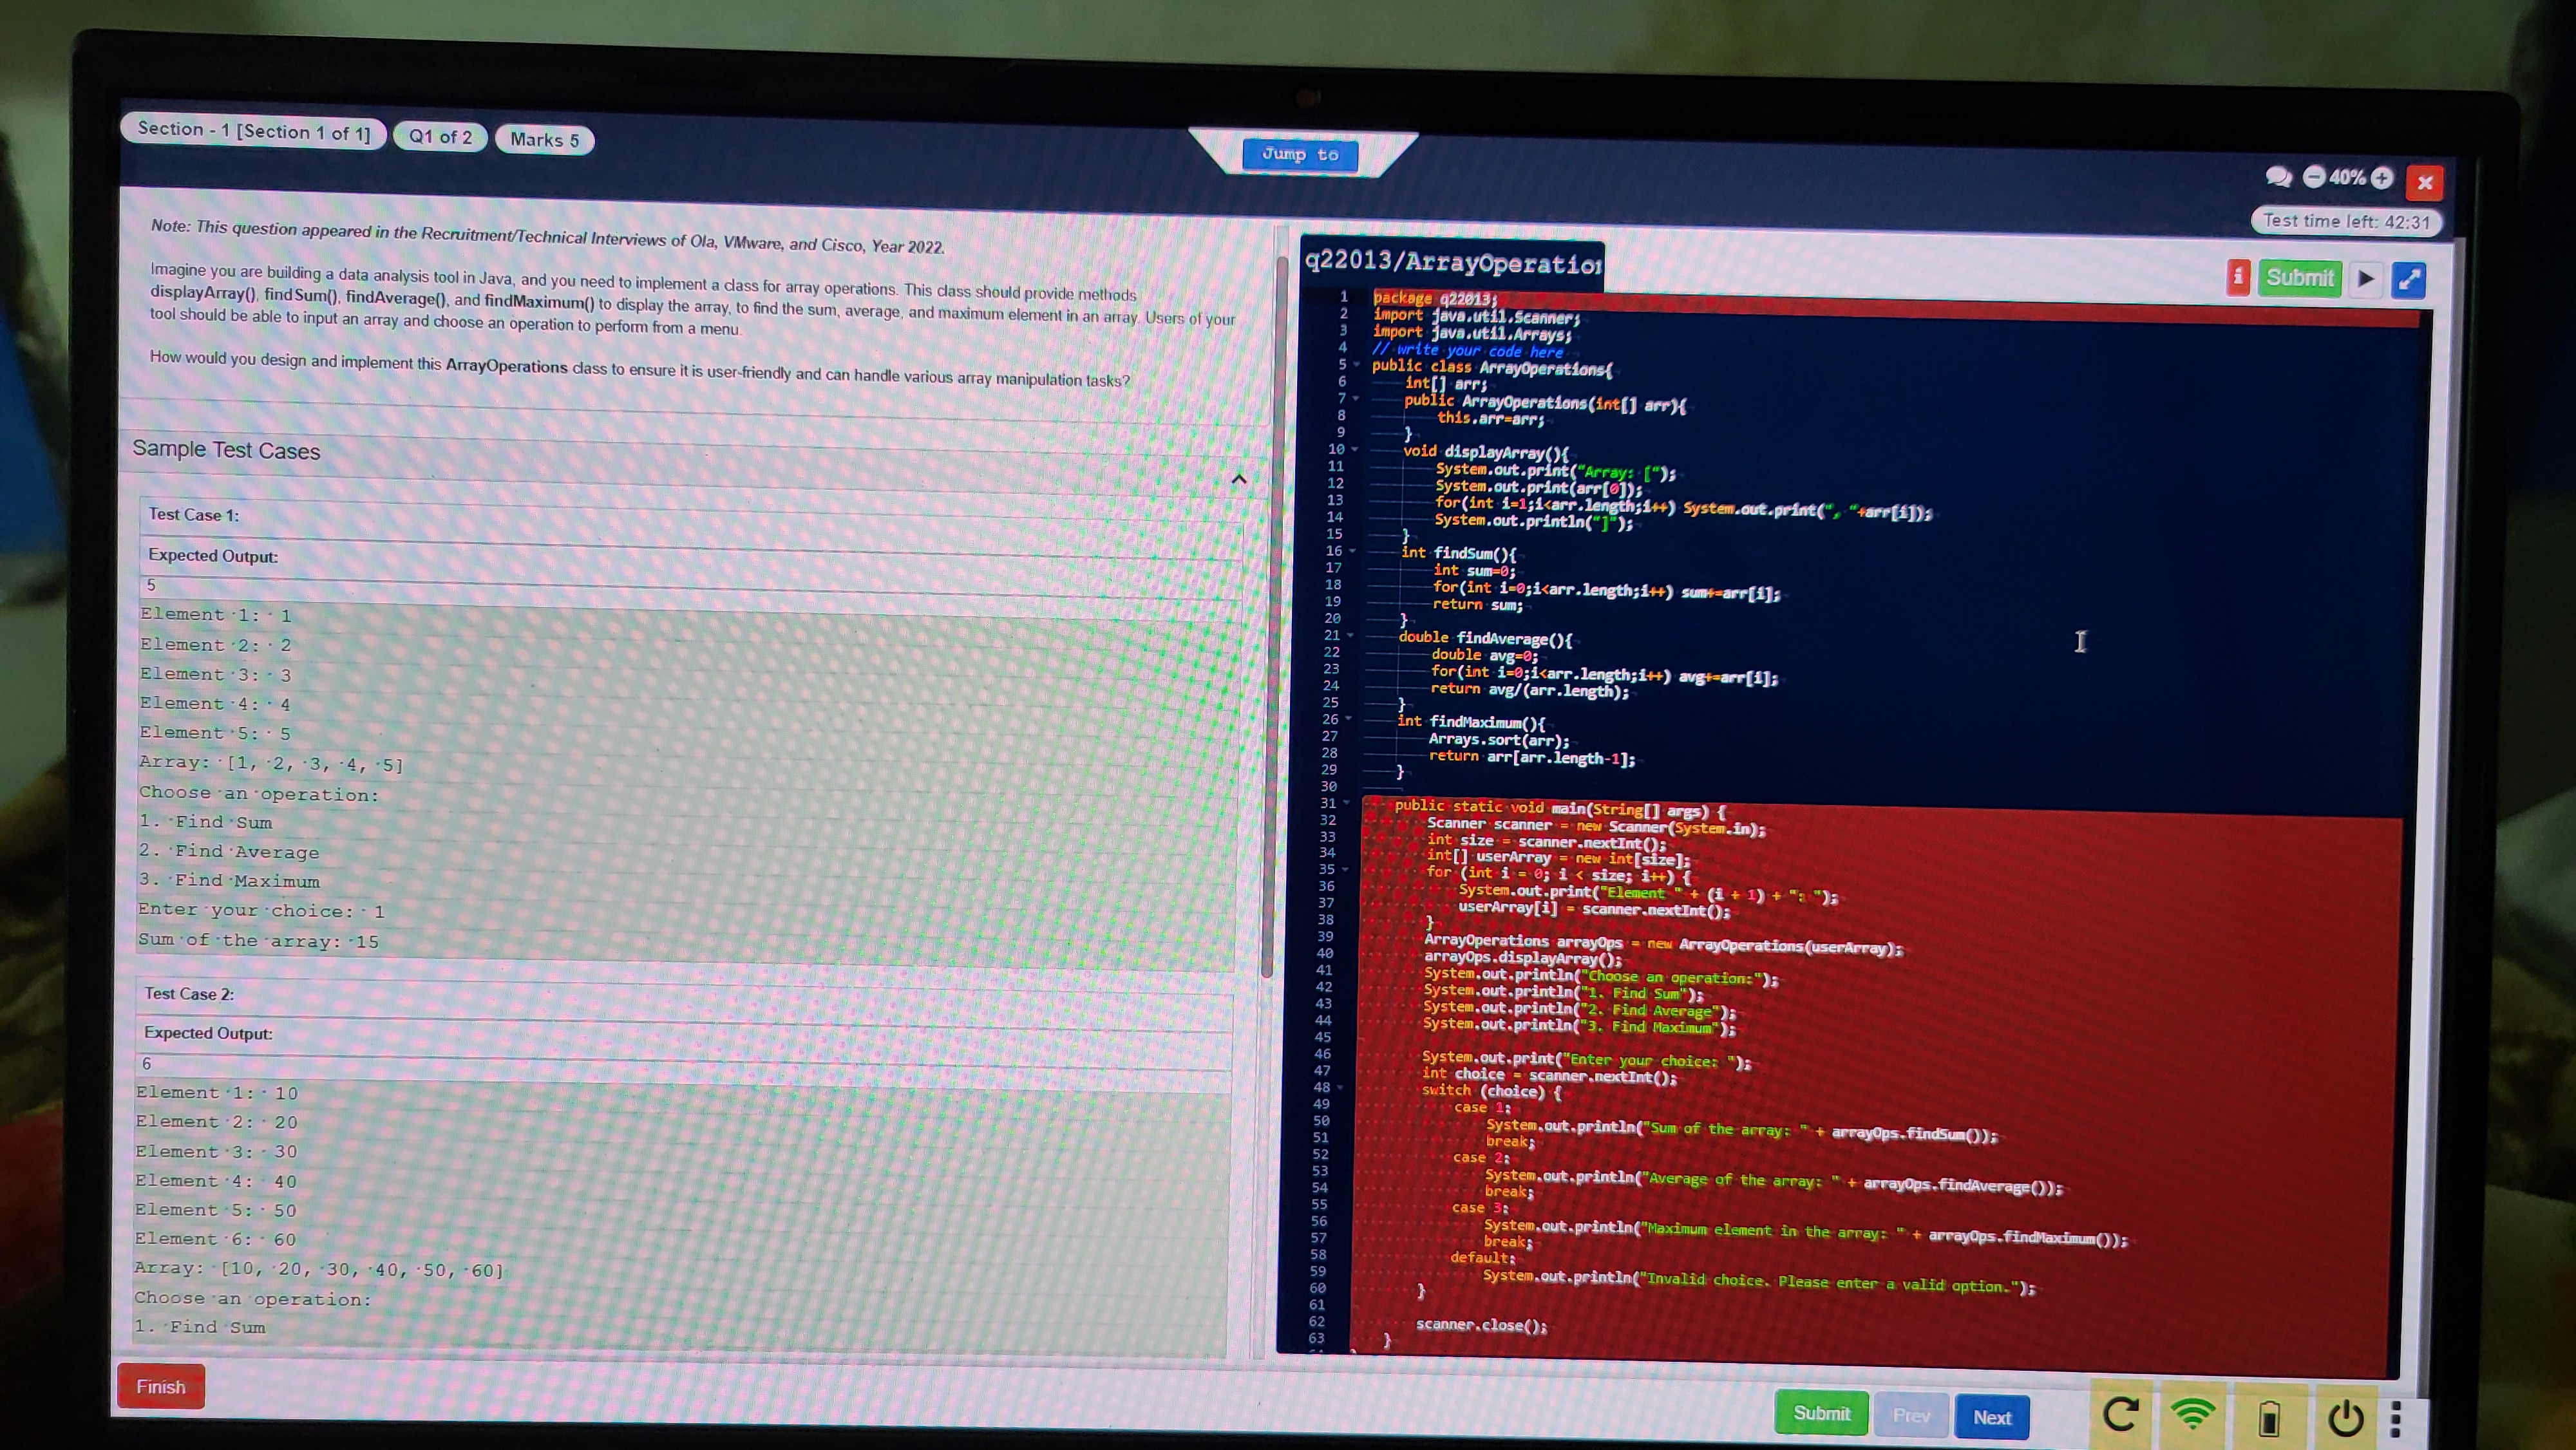 Section - 1 [Section 1 of 1] Q1 of 2 Marks 5
Jump to
40%
Test time left: 42:31
Note: This question appeared in the Recruitment/Technical Interviews of Ola, VMware, and Cisco, Year 2022.
Imagine you are building a data analysis tool in Java, and you need to implement a class for array operations. This class should provide methods
displayArray(), findSum(), findAverage(), and findMaximum() to display the array, to find the sum, average, and maximum element in an array. Users of your
tool should be able to input an array and choose an operation to perform from a menu.
How would you design and implement this ArrayOperations class to ensure it is user-friendly and can handle various array manipulation tasks?
Sample Test Cases
Test Case 1:
Expected Output:
5
Element 1: 1
Element 2: 2
Element 3: 3
Element 4: 4
Element 5: 5
Array: [1, 2, 3, 4, 5]
Choose an operation:
1. Find Sum
2. Find Average
3. Find Maximum
Enter your choice: 1
Sum of the array: 15
Test Case 2:
Expected Output:
6
Element 1: 10
Element 2: 20
Element 3: 30
Element 4: 40
Element 5: 50
Element 6: 60
Array: [10, 20, 30, 40, 50, 60]
Choose an operation:
1. Find Sum
Finish
q22013/ArrayOperatio
Submit
1 package q22013;
2 import java.util.Scanner;
3 import java.util.Arrays;
4 // write your code here
5 public class ArrayOperations{
6 int[] arr;
7 public ArrayOperations(int[] arr){
8 this.arr=arr;
9 }
10 void displayArray(){
11 System.out.print("Array: [");
12 System.out.print(arr[0]);
13 for(int i=1;i<arr.length;i++) System.out.print(", "+arr[i]);
14 System.out.println("]");
15 }
16 int findSum(){
17 int sum=0;
18 for(int i=0;i<arr.length;i++) sum+=arr[i];
19 return sum;
20 }
21 double findAverage(){
22 double avg=0;
23 for(int i=0;i<arr.length;i++) avg+=arr[i];
24 return avg/(arr.length);
25 }
26 int findMaximum(){
27 Arrays.sort(arr);
28 return arr[arr.length-1];
29 }
30
31 public static void main(String[] args) {
32 Scanner scanner = new Scanner(System.in);
33 int size = scanner.nextInt();
34 int[] userArray = new int[size];
35 for (int i = 0; i < size; i++) {
36 System.out.print("Element " + (i + 1) + ": ");
37 userArray[i] = scanner.nextInt();
38 }
39 ArrayOperations arrayOps = new ArrayOperations(userArray);
40 arrayOps.displayArray();
41 System.out.println("Choose an operation:");
42 System.out.println("1. Find Sum");
43 System.out.println("2. Find Average");
44 System.out.println("3. Find Maximum");
45
46 System.out.print("Enter your choice: ");
47 int choice = scanner.nextInt();
48 switch (choice) {
49 case 1:
50 System.out.println("Sum of the array: " + arrayOps.findSum());
51 break;
52 case 2:
53 System.out.println("Average of the array: " + arrayOps.findAverage());
54 break;
55 case 3:
56 System.out.println("Maximum element in the array: " + arrayOps.findMaximum());
57 break;
58 default:
59 System.out.println("Invalid choice. Please enter a valid option.");
60 }
61
62 scanner.close();
63 }
Submit Prev Next